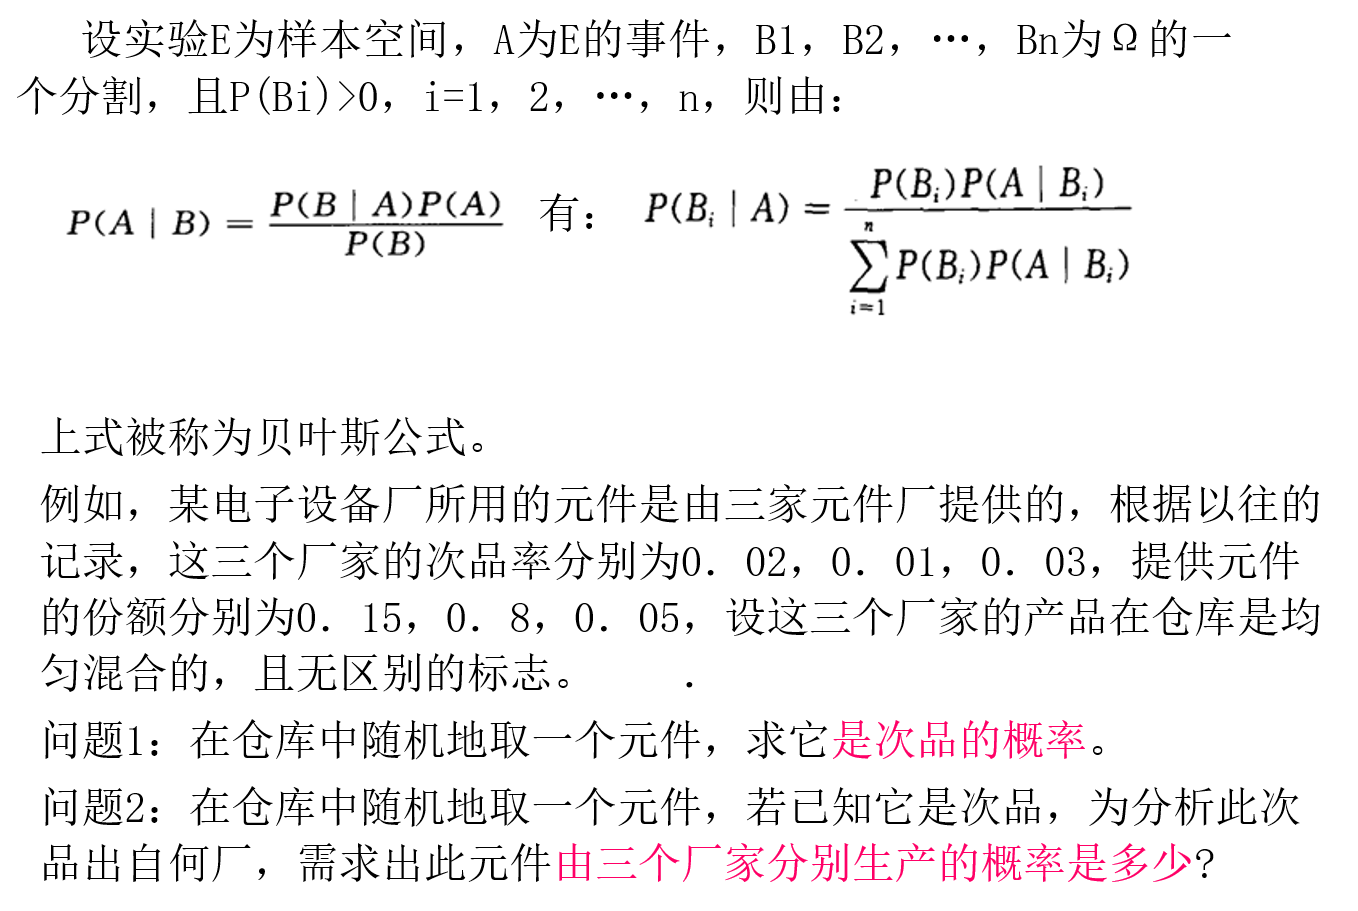 设实验E为样本空间，A为E的事件，B1，B2，…，Bn为Ω的一
个分割，且P(Bi)>0，i=1，2，…，n，则由：
P(A | B) = P(B | A)P(A) / P(B) 有： P(B_i | A) = P(B_i)P(A | B_i) / \sum_{i=1}^{n} P(B_i)P(A | B_i)
上式被称为贝叶斯公式。
例如，某电子设备厂所用的元件是由三家元件厂提供的，根据以往的
记录，这三个厂家的次品率分别为0．02，0．01，0．03，提供元件
的份额分别为0．15，0．8，0．05，设这三个厂家的产品在仓库是均
匀混合的，且无区别的标志。 .
问题1：在仓库中随机地取一个元件，求它是次品的概率。
问题2：在仓库中随机地取一个元件，若已知它是次品，为分析此次
品出自何厂，需求出此元件由三个厂家分别生产的概率是多少?